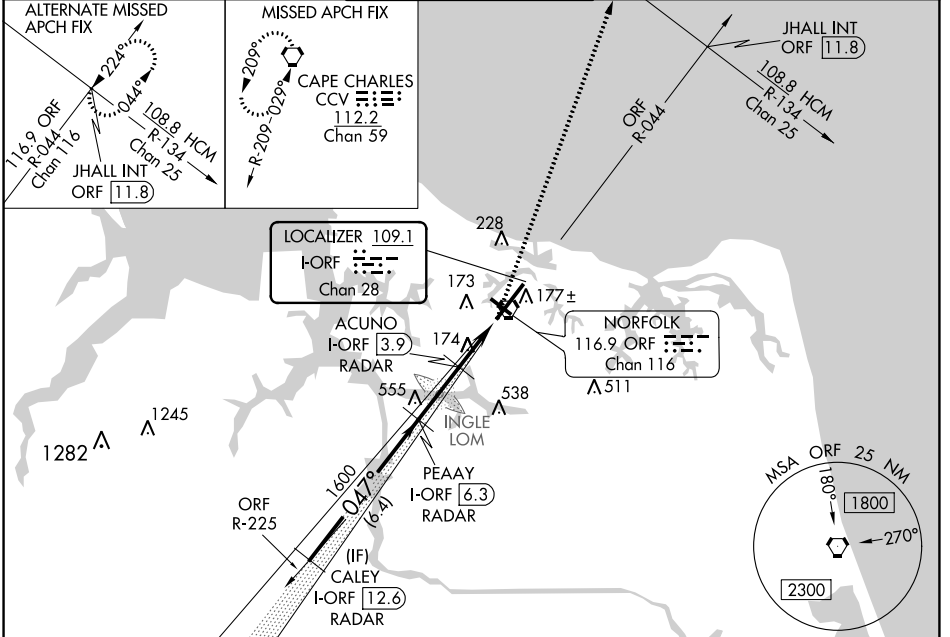 ALTERNATE MISSED
APCH FIX
224°
044°
116.9 ORF
R-044
Chan 116
108.8 HCM
R-134
Chan 25
JHALL INT
ORF 11.8
MISSED APCH FIX
209°
CAPE CHARLES
CCV
112.2
Chan 59
R-209
029°
JHALL INT
ORF 11.8
108.8 HCM
R-134
Chan 25
ORF
R-044
LOCALIZER 109.1
I-ORF
Chan 28
228
173
177±
ACUNO
I-ORF 3.9
RADAR
174
NORFOLK
116.9 ORF
Chan 116
555
538
511
INGLE
LOM
1245
1282
PEAAY
I-ORF 6.3
RADAR
1600
047°
(6.4)
ORF
R-225
(IF)
CALEY
I-ORF 12.6
RADAR
MSA ORF 25 NM
180°
1800
270°
2300